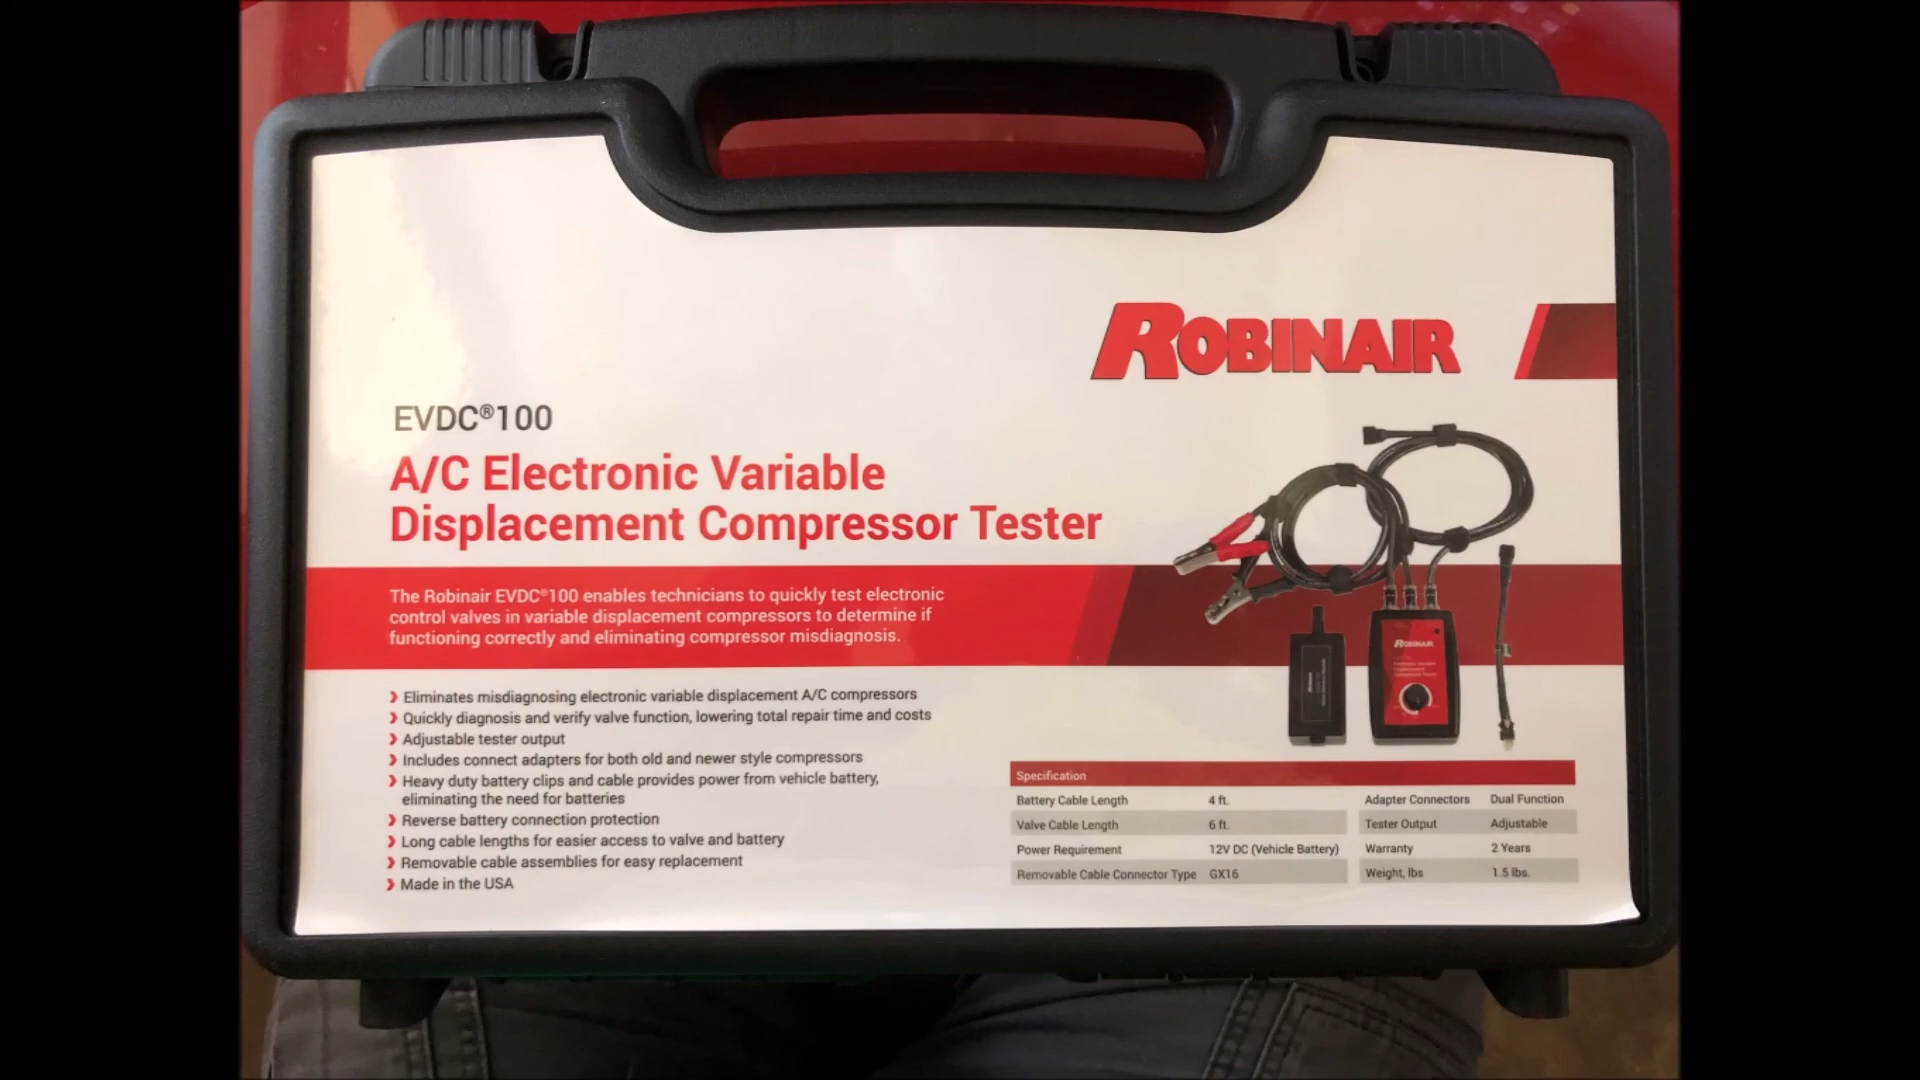 ROBINAIR
EVDC®100
A/C Electronic Variable
Displacement Compressor Tester
The Robinair EVDC®100 enables technicians to quickly test electronic
control valves in variable displacement compressors to determine if
functioning correctly and eliminating compressor misdiagnosis.
Eliminates misdiagnosing electronic variable displacement A/C compressors
Quickly diagnosis and verify valve function, lowering total repair time and costs
Adjustable tester output
Includes connect adapters for both old and newer style compressors
Heavy duty battery clips and cable provides power from vehicle battery,
eliminating the need for batteries
Reverse battery connection protection
Long cable lengths for easier access to valve and battery
Removable cable assemblies for easy replacement
Made in the USA
ROBINAIR
Electronic Variable
Displacement
Compressor Tester
Specification
Battery Cable Length 4 ft.
Valve Cable Length 6 ft.
Power Requirement 12V DC (Vehicle Battery)
Removable Cable Connector Type GX16
Adapter Connectors Dual Function
Tester Output Adjustable
Warranty 2 Years
Weight, lbs 1.5 lbs.